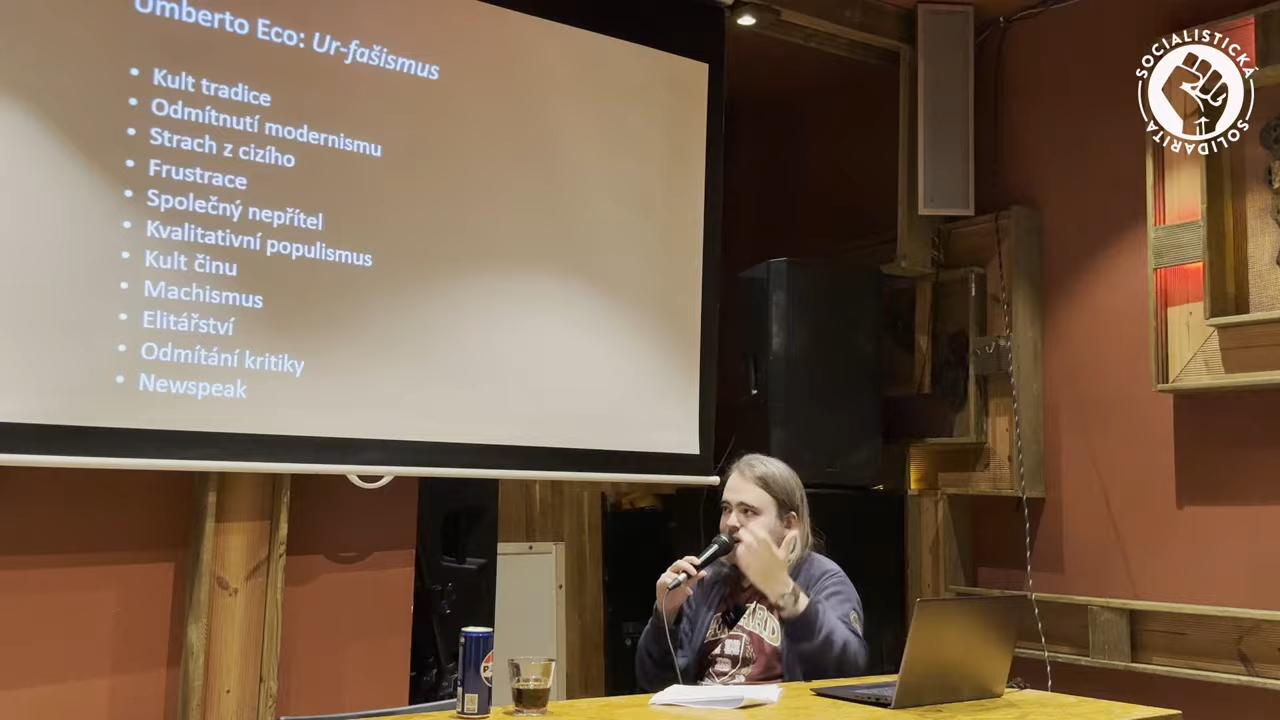 Umberto Eco: Ur-fašismus
• Kult tradice
• Odmítnutí modernismu
• Strach z cizího
• Frustrace
• Společný nepřítel
• Kvalitativní populismus
• Kult činu
• Machismus
• Elitářství
• Odmítání kritiky
• Newspeak
SOCIALISTICKÁ
SOLIDARITA